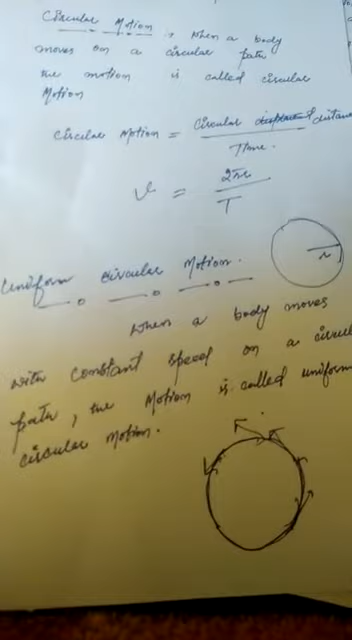 Circular Motion :, When a body
moves on a circular path
the motion is called circular
Motion
Circular Motion = Circular distance
Time.
v = 2πr
T
Uniform circular Motion.
r
When a body moves
with constant speed on a circul
path, the Motion is called uniform
circular Motion.